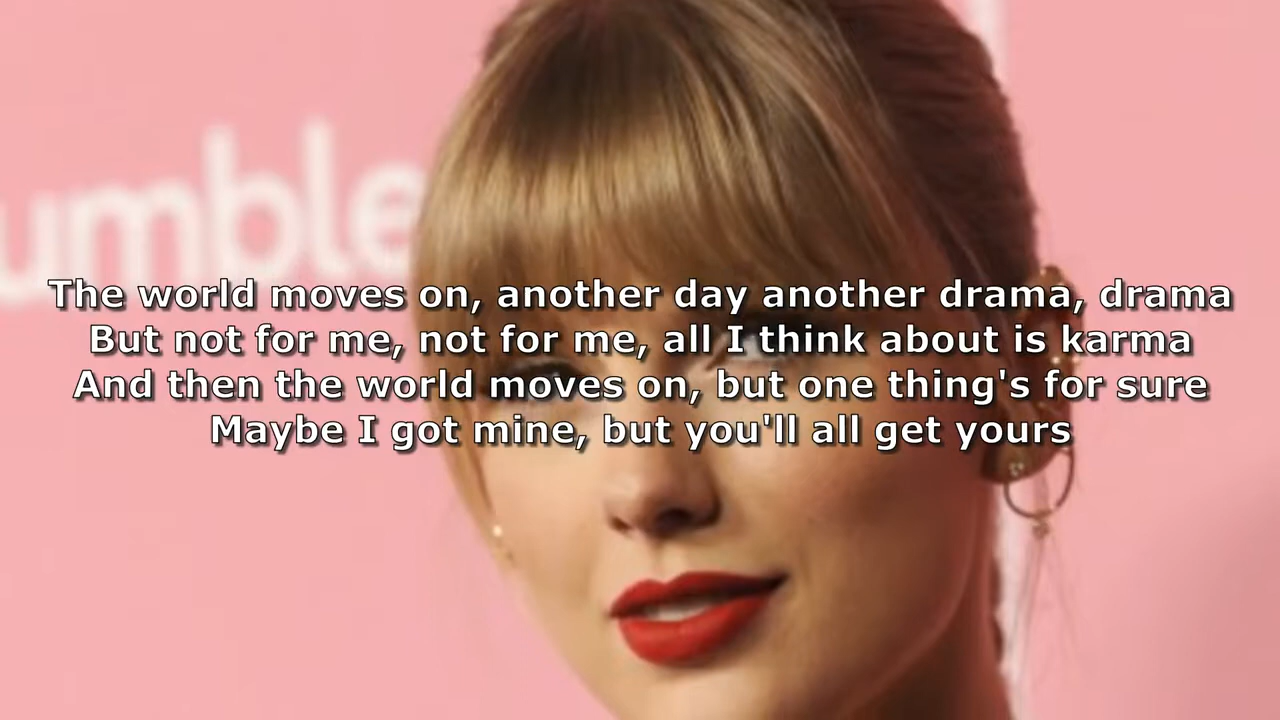 umble
The world moves on, another day another drama, drama
But not for me, not for me, all I think about is karma
And then the world moves on, but one thing's for sure
Maybe I got mine, but you'll all get yours